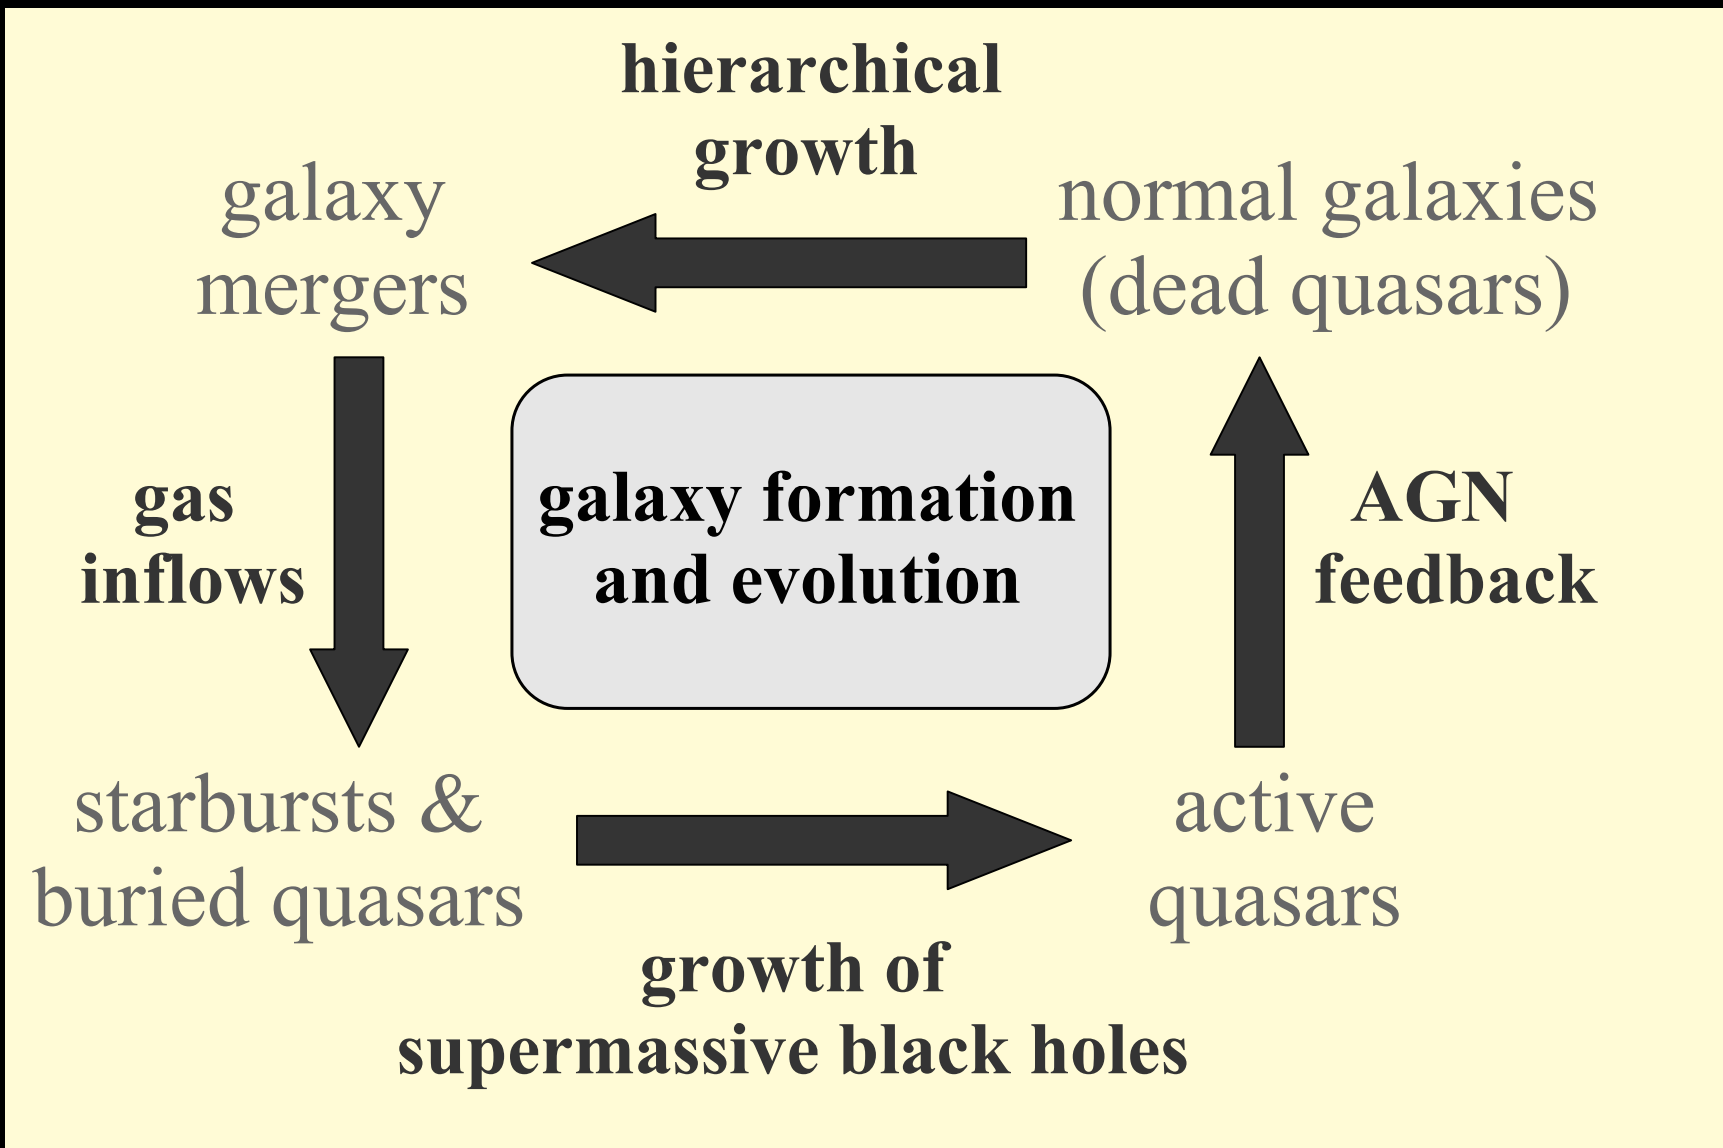 hierarchical
growth
galaxy
mergers
normal galaxies
(dead quasars)
gas
inflows
galaxy formation
and evolution
AGN
feedback
starbursts &
buried quasars
active
quasars
growth of
supermassive black holes